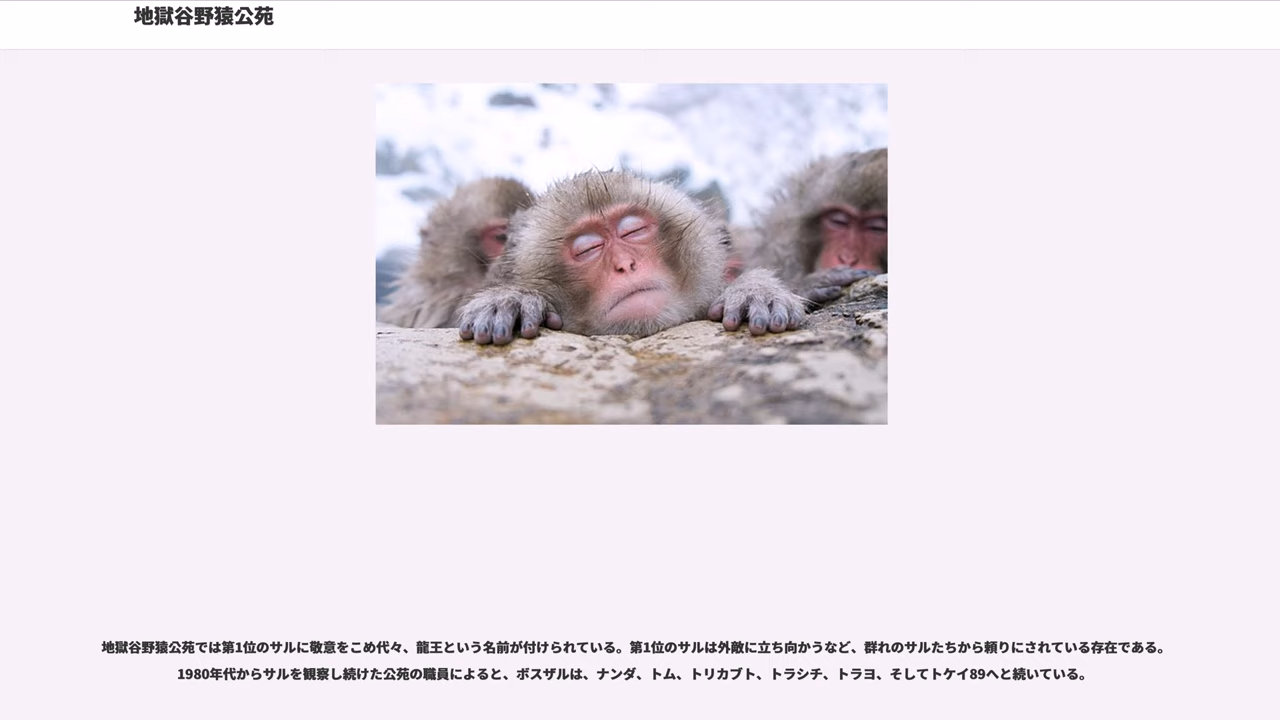 地獄谷野猿公苑
地獄谷野猿公苑では第1位のサルに敬意をこめ代々、龍王という名前が付けられている。第1位のサルは外敵に立ち向かうなど、群れのサルたちから頼りにされている存在である。
1980年代からサルを観察し続けた公苑の職員によると、ボスザルは、ナンダ、トム、トリカブト、トラシチ、トラヨ、そしてトケイ89へと続いている。